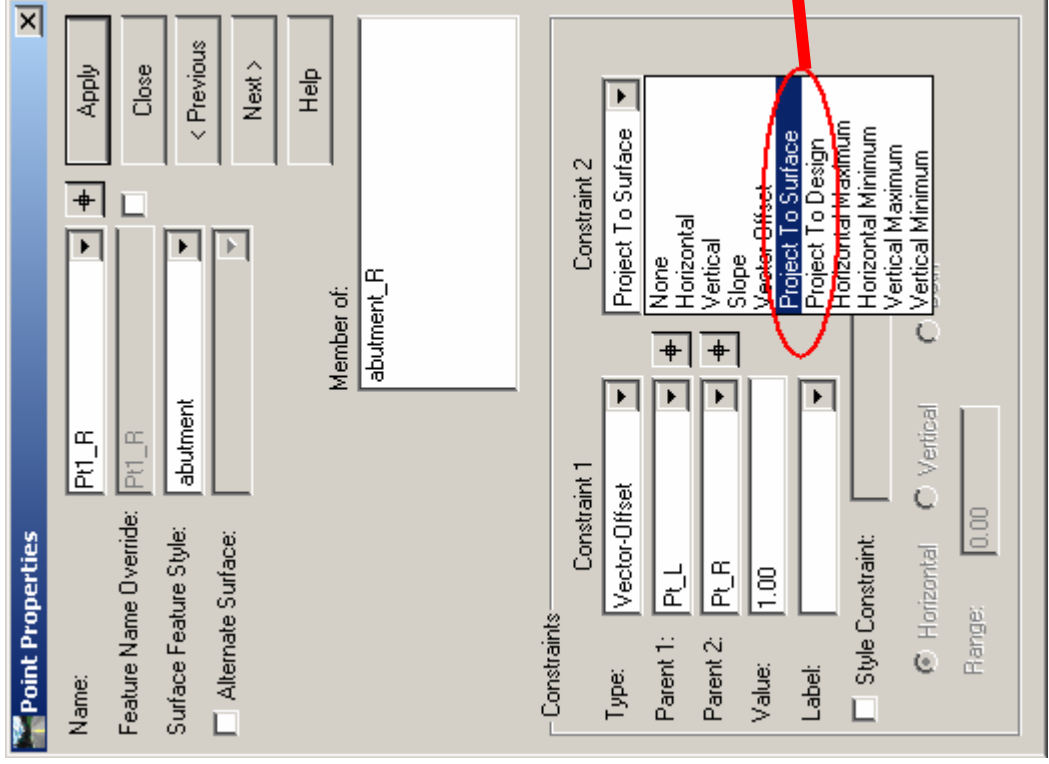 Point Properties
Name:
Pt1_R
Apply
Feature Name Override:
Pt1_R
Close
Surface Feature Style:
abutment
< Previous
Alternate Surface:
Next >
Help
Member of:
abutment_R
Constraints
Constraint 1
Constraint 2
Type:
Vector-Offset
Project To Surface
Parent 1:
Pt_L
Parent 2:
Pt_R
Value:
1.00
Label:
None
Horizontal
Vertical
Slope
Vector-Offset
Project To Surface
Project To Design
Horizontal Maximum
Horizontal Minimum
Vertical Maximum
Vertical Minimum
Style Constraint:
Horizontal
Vertical
Range:
0.00